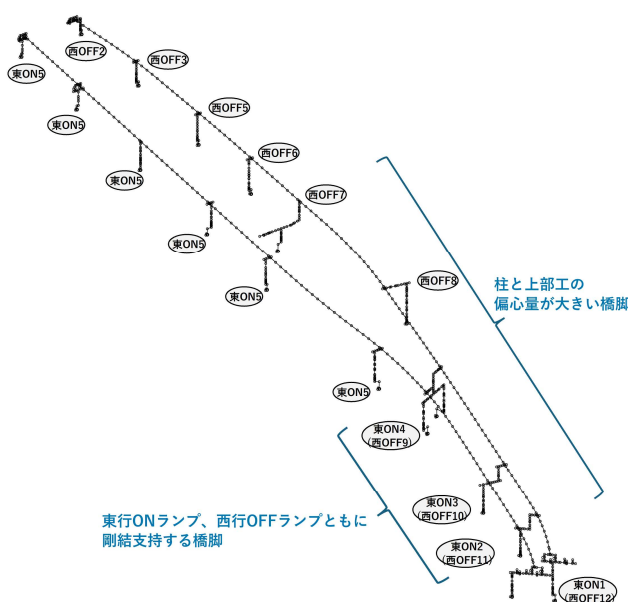 西OFF2
西OFF3
東ON5
西OFF5
東ON5
西OFF6
東ON5
西OFF7
東ON5
西OFF8
柱と上部工の
偏心量が大きい橋脚
東ON5
東ON5
東ON4
(西OFF9)
東ON3
(西OFF10)
東行ONランプ、西行OFFランプともに
剛結支持する橋脚
東ON2
(西OFF11)
東ON1
(西OFF12)